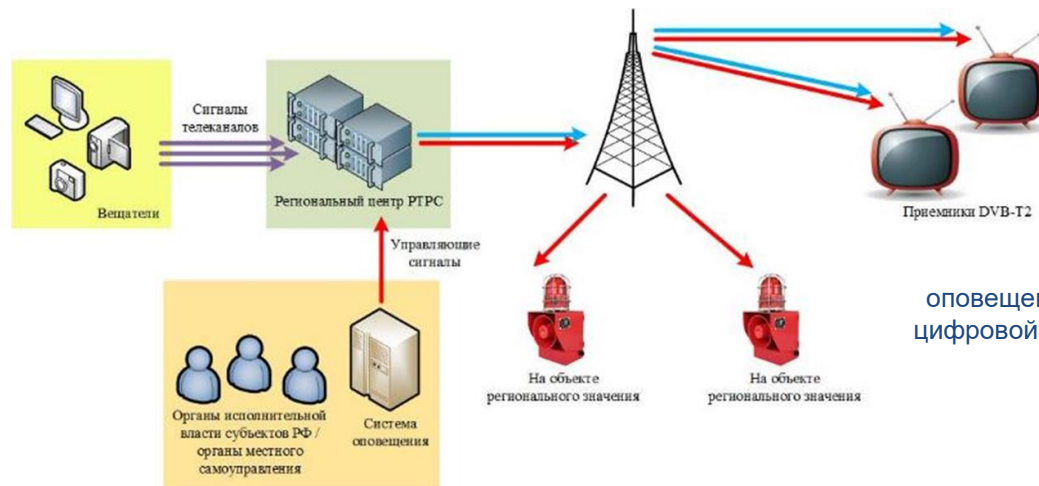 Сигналы
телеканалов
Вещатели
Региональный центр РТРС
Управляющие
сигналы
Приемники DVB-T2
Органы исполнительной
власти субъектов РФ /
органы местного
самоуправления
Система
оповещения
На объекте
регионального значения
На объекте
регионального значения
цифровой